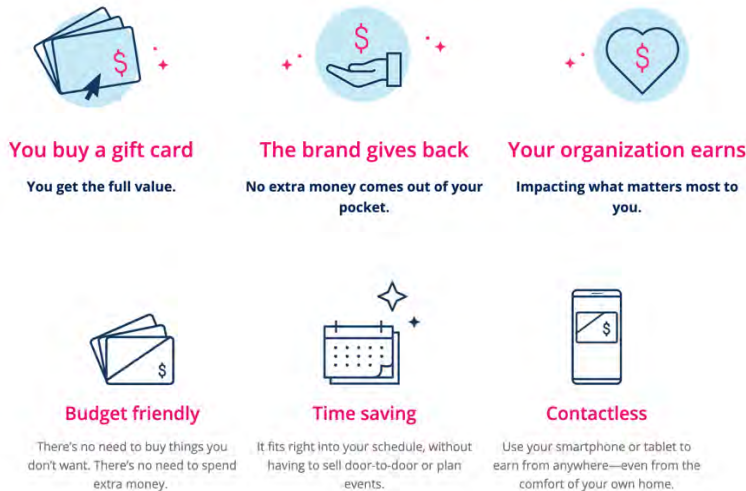 $
$
$
You buy a gift card
The brand gives back
Your organization earns
You get the full value.
No extra money comes out of your
pocket.
Impacting what matters most to
you.
$
$
Budget friendly
Time saving
Contactless
There's no need to buy things you
don't want. There's no need to spend
extra money.
It fits right into your schedule, without
having to sell door-to-door or plan
events.
Use your smartphone or tablet to
earn from anywhere—even from the
comfort of your own home.